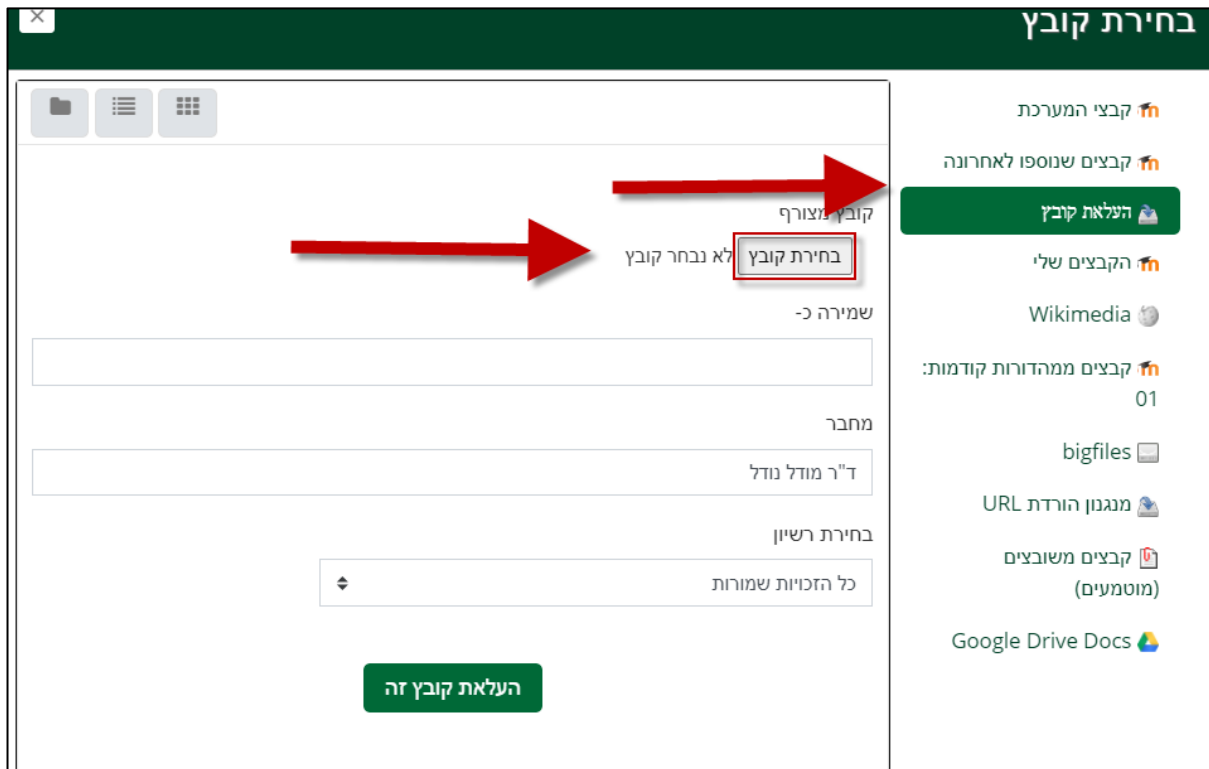 בחירת קובץ
קבצי המערכת
קבצים שנוספו לאחרונה
העלאת קובץ
הקבצים שלי
Wikimedia
קבצים ממהדורות קודמות:
01
bigfiles
מנגנון הורדת URL
קבצים משובצים
(מוטמעים)
Google Drive Docs
קובץ מצורף
בחירת קובץ לא נבחר קובץ
שמירה כ-
מחבר
ד"ר מודל נודל
בחירת רשיון
כל הזכויות שמורות
העלאת קובץ זה